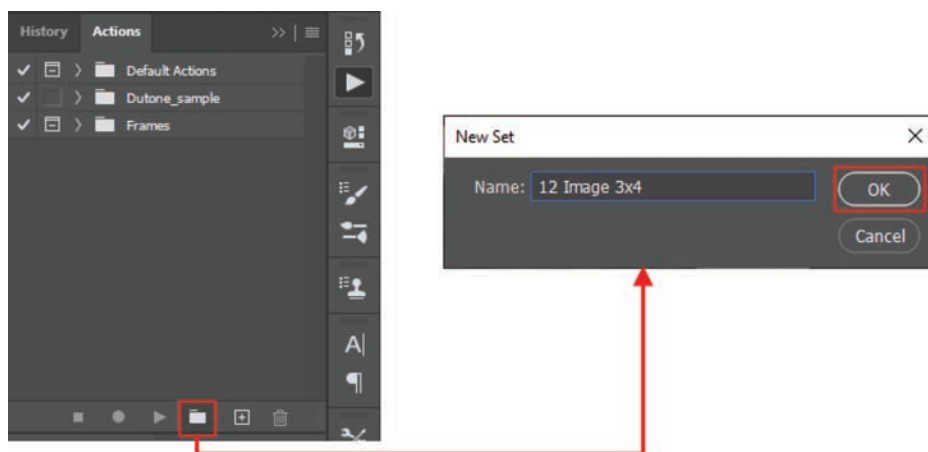 History Actions
Default Actions
Dutone_sample
Frames
New Set
Name: 12 Image 3x4
OK
Cancel